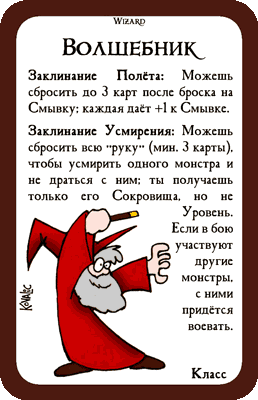 Wizard
Волшебник
Заклинание Полёта: Можешь
сбросить до 3 карт после броска на
Смывку; каждая даёт +1 к Смывке.
Заклинание Усмирения: Можешь
сбросить всю "руку" (мин. 3 карты),
чтобы усмирить одного монстра и
не драться с ним; ты получаешь
только его Сокровища, но не
Уровень.
Если в бою
участвуют
другие
монстры,
с ними
придётся
воевать.
Kovalic
Класс